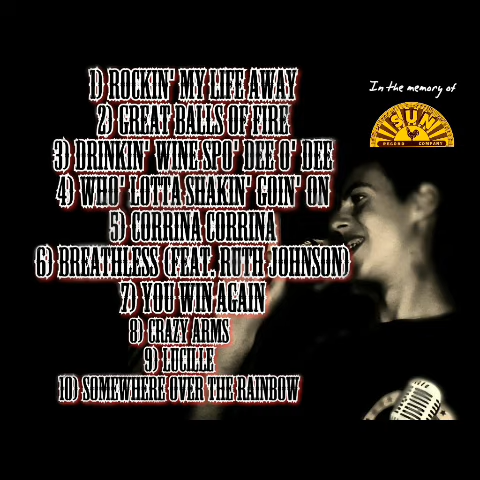 1) ROCKIN' MY LIFE AWAY
2) GREAT BALLS OF FIRE
3) DRINKIN' WINE SPO' DEE O' DEE
4) WHO' LOTTA SHAKIN' GOIN' ON
5) CORRINA CORRINA
6) BREATHLESS (FEAT. RUTH JOHNSON)
7) YOU WIN AGAIN
8) CRAZY ARMS
9) LUCILLE
10) SOMEWHERE OVER THE RAINBOW
In the memory of
SUN
RECORD COMPANY